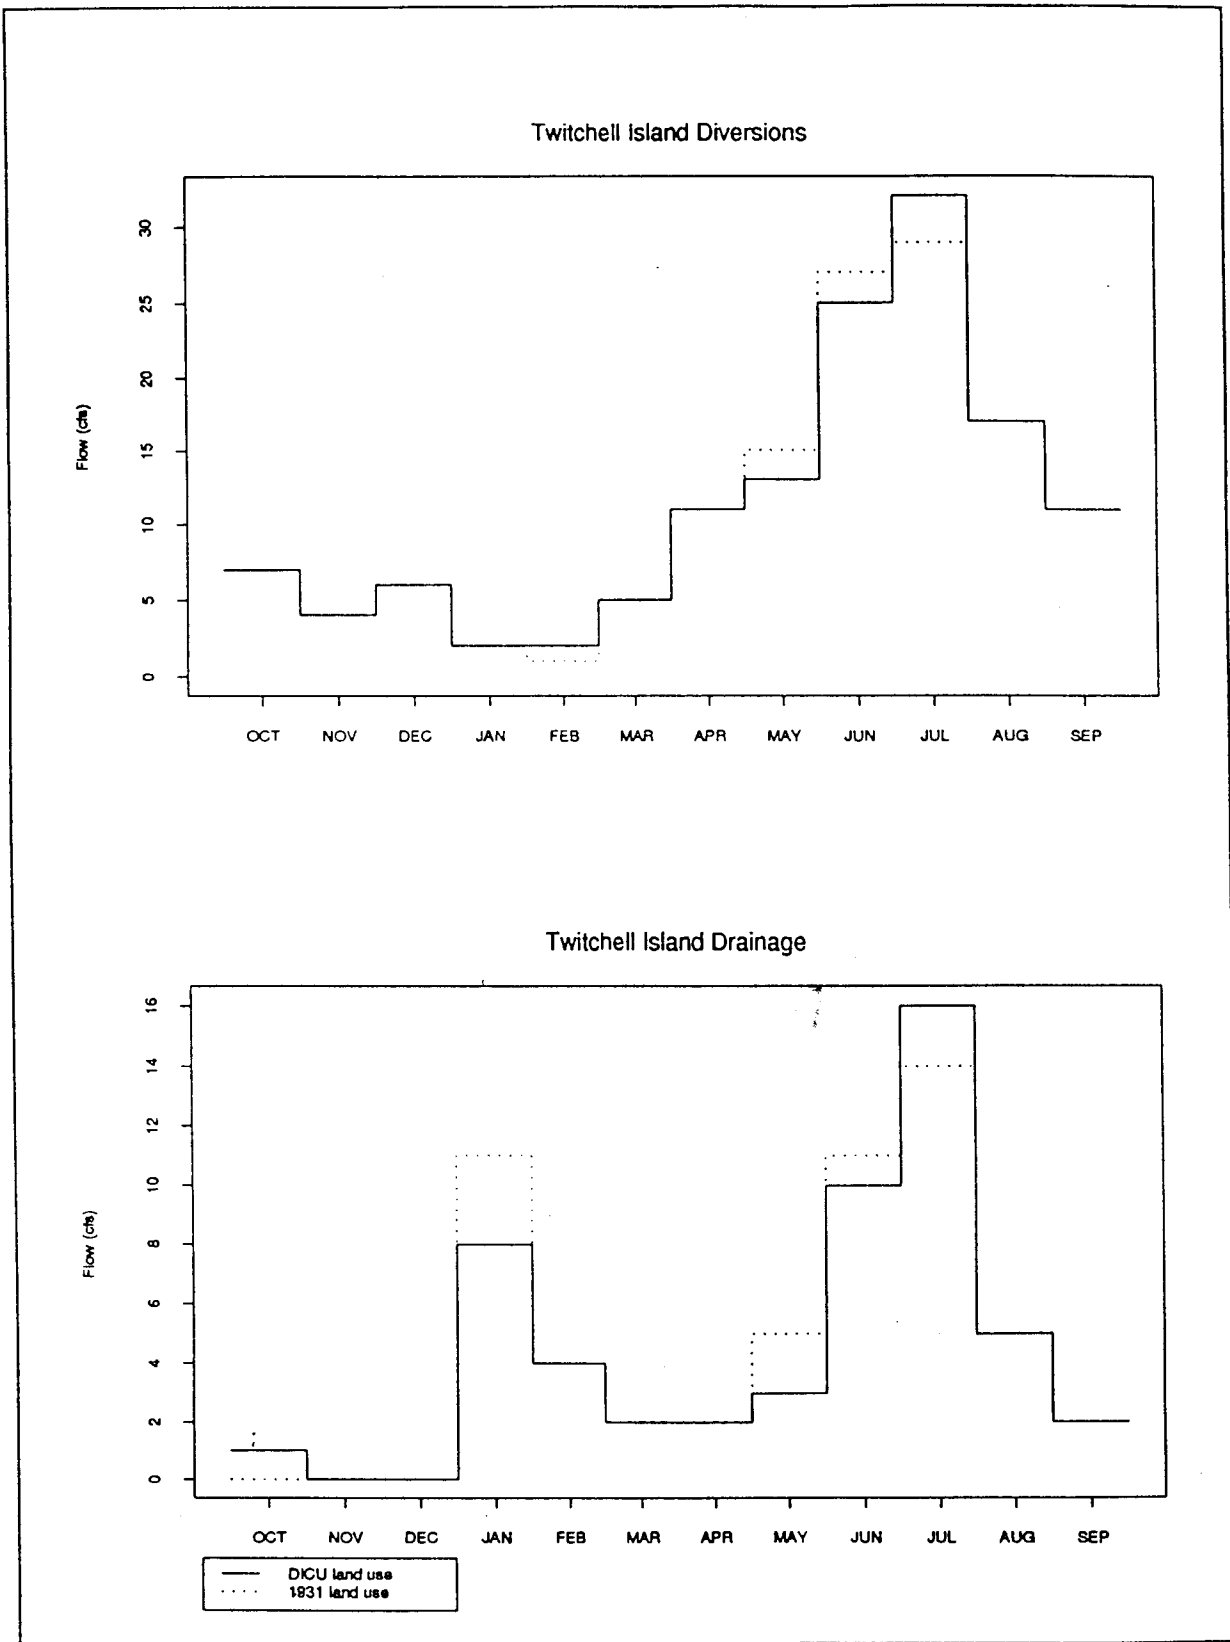 Twitchell Island Diversions
30
25
20
15
10
5
0
Flow (cfs)
OCT NOV DEC JAN FEB MAR APR MAY JUN JUL AUG SEP
Twitchell Island Drainage
16
14
12
10
8
6
4
2
0
Flow (cfs)
OCT NOV DEC JAN FEB MAR APR MAY JUN JUL AUG SEP
DICU land use
1931 land use